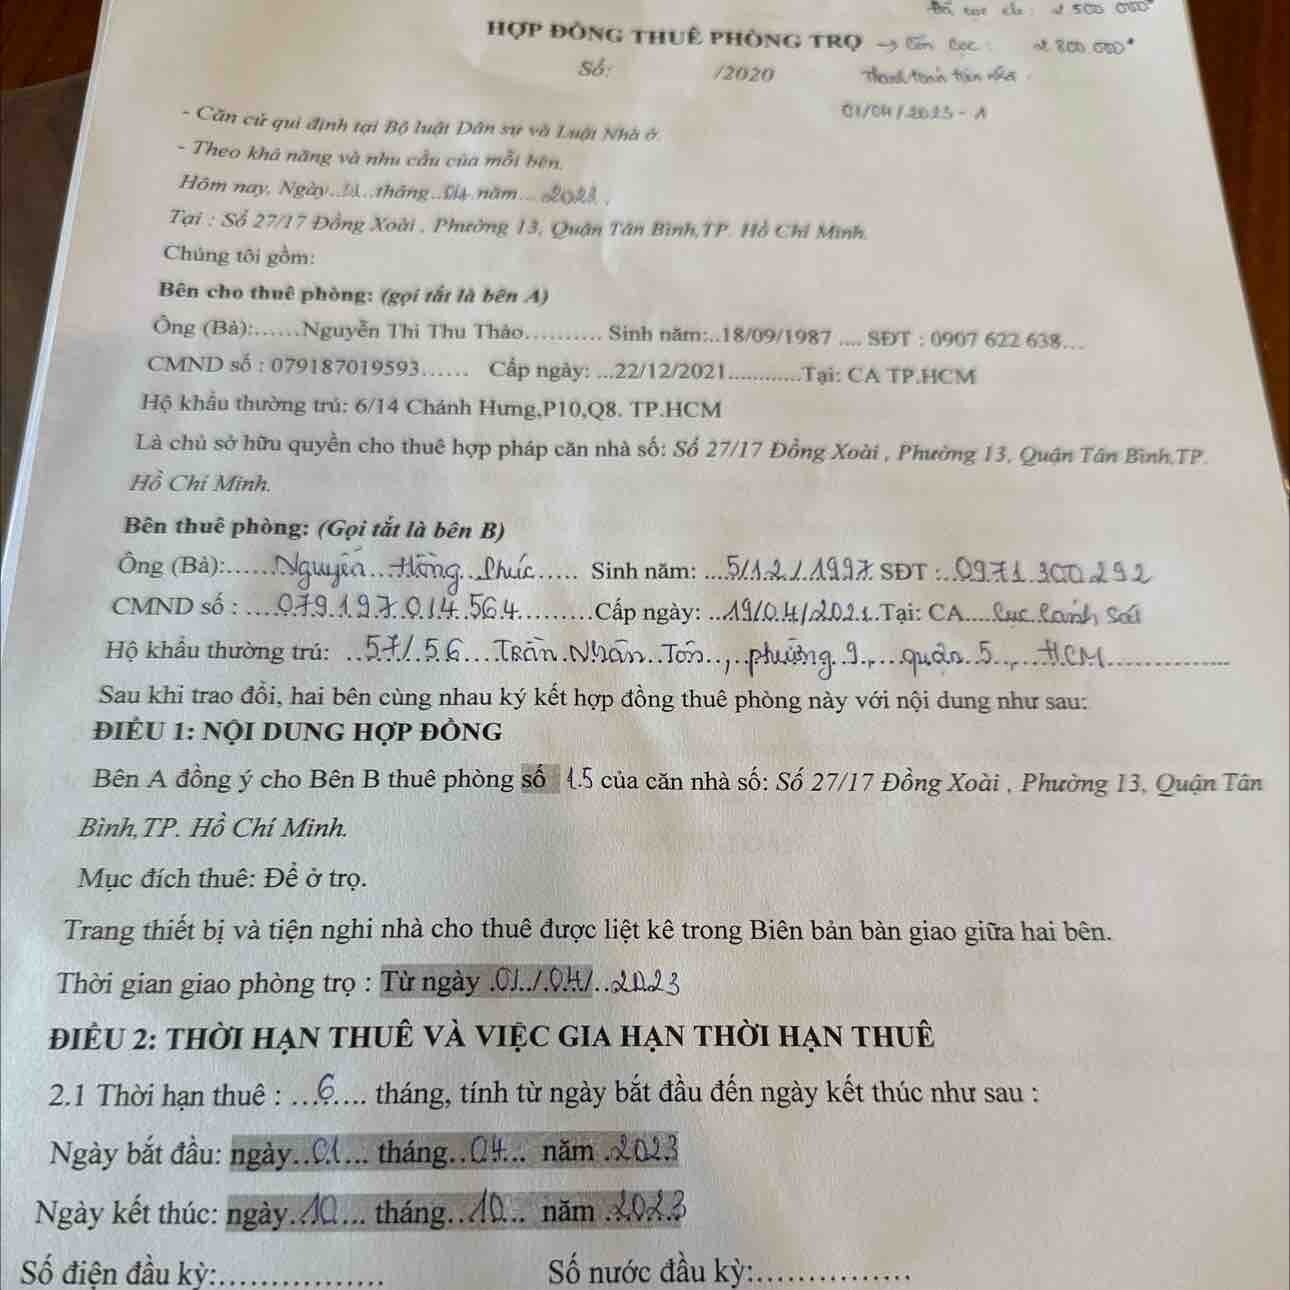 Đã cọc cls: 2 500 000đ
HỢP ĐỒNG THUÊ PHÒNG TRỌ → Còn cọc: 2 800 000đ
Số: /2020 Thanh toán tiền nhà
01/04/2023 - A
- Căn cứ qui định tại Bộ luật Dân sự và Luật Nhà ở.
- Theo khả năng và nhu cầu của mỗi bên.
Hôm nay, Ngày..01..tháng..04.năm....2023.
Tại : Số 27/17 Đồng Xoài , Phường 13, Quận Tân Bình,TP. Hồ Chí Minh.
Chúng tôi gồm:
Bên cho thuê phòng: (gọi tắt là bên A)
Ông (Bà):......Nguyễn Thi Thu Thảo.......... Sinh năm:..18/09/1987 .... SĐT : 0907 622 638...
CMND số : 079187019593...... Cấp ngày: ...22/12/2021............Tại: CA TP.HCM
Hộ khẩu thường trú: 6/14 Chánh Hưng,P10,Q8. TP.HCM
Là chủ sở hữu quyền cho thuê hợp pháp căn nhà số: Số 27/17 Đồng Xoài , Phường 13, Quận Tân Bình,TP.
Hồ Chí Minh.
Bên thuê phòng: (Gọi tắt là bên B)
Ông (Bà):......Nguyễn...Hồng..Phúc..... Sinh năm: ....5/12/1997 SĐT :..0971.300.292
CMND số : ....079.197.014.564.........Cấp ngày: ..19/04/2021..Tại: CA....Cục Cảnh Sát
Hộ khẩu thường trú: ..57/.56...TRần.Nhân..Tôn..,.phường.9.,..quận.5..,..HCM..............
Sau khi trao đổi, hai bên cùng nhau ký kết hợp đồng thuê phòng này với nội dung như sau:
ĐIỀU 1: NỘI DUNG HỢP ĐỒNG
Bên A đồng ý cho Bên B thuê phòng số 1.5 của căn nhà số: Số 27/17 Đồng Xoài , Phường 13, Quận Tân
Bình,TP. Hồ Chí Minh.
Mục đích thuê: Để ở trọ.
Trang thiết bị và tiện nghi nhà cho thuê được liệt kê trong Biên bản bàn giao giữa hai bên.
Thời gian giao phòng trọ : Từ ngày .01../.04/..2023
ĐIỀU 2: THỜI HẠN THUÊ VÀ VIỆC GIA HẠN THỜI HẠN THUÊ
2.1 Thời hạn thuê : ...6.... tháng, tính từ ngày bắt đầu đến ngày kết thúc như sau :
Ngày bắt đầu: ngày..01... tháng..04... năm .2023
Ngày kết thúc: ngày..10... tháng..10... năm .2023
Số điện đầu kỳ:................. Số nước đầu kỳ:................